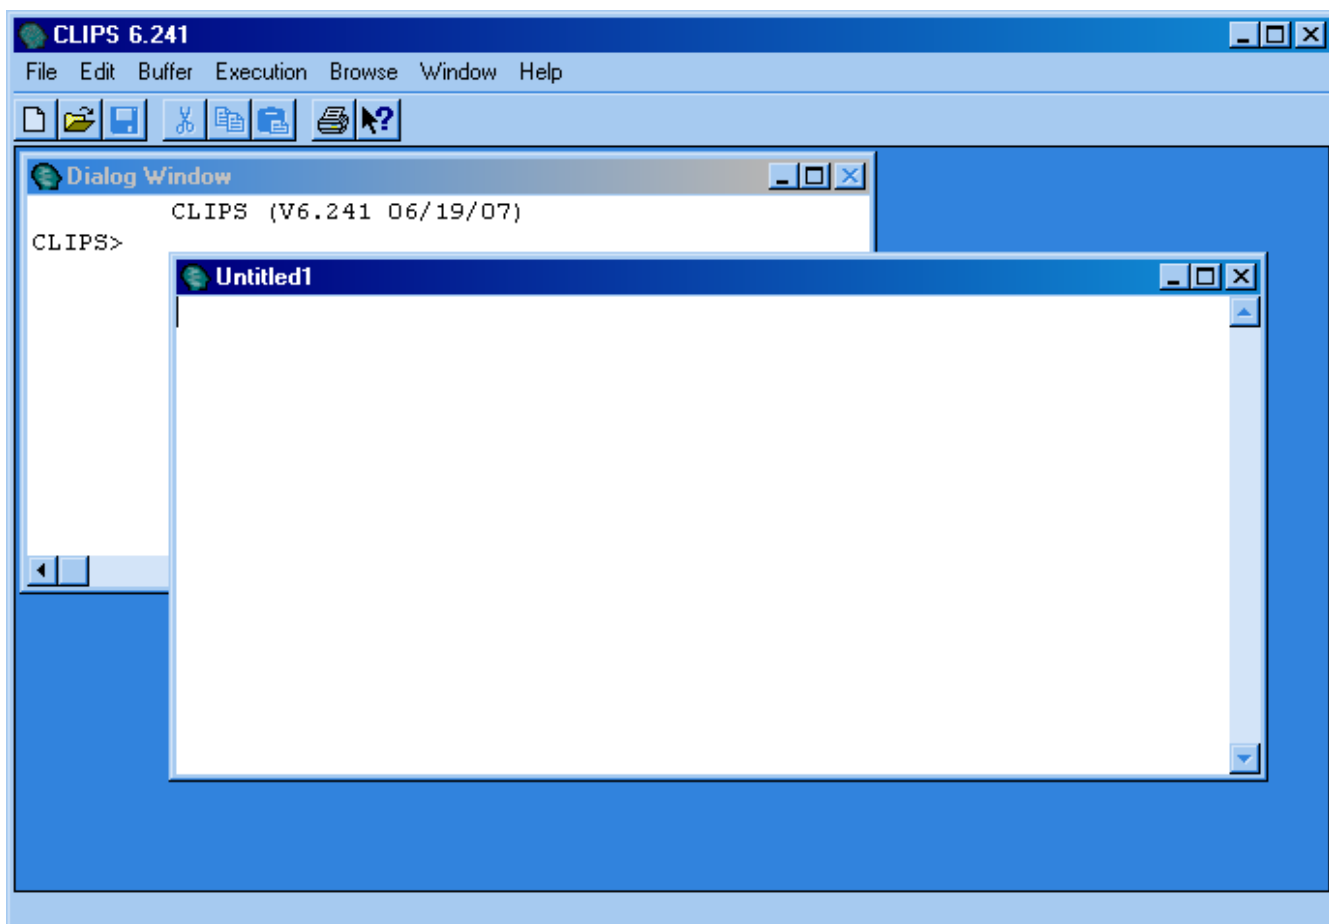 CLIPS 6.241
File Edit Buffer Execution Browse Window Help
Dialog Window
CLIPS (V6.241 06/19/07)
CLIPS>
Untitled1